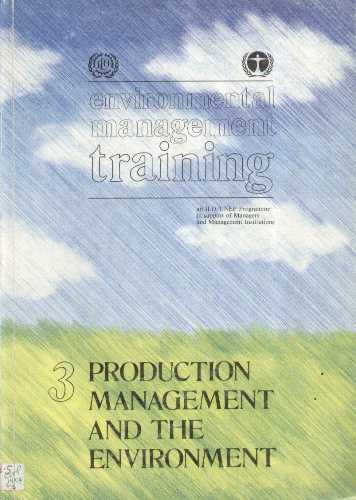 environmental
management
training
an ILO/UNEP Programme
in support of Managers
and Management Institutions
3 PRODUCTION
MANAGEMENT
AND THE
ENVIRONMENT